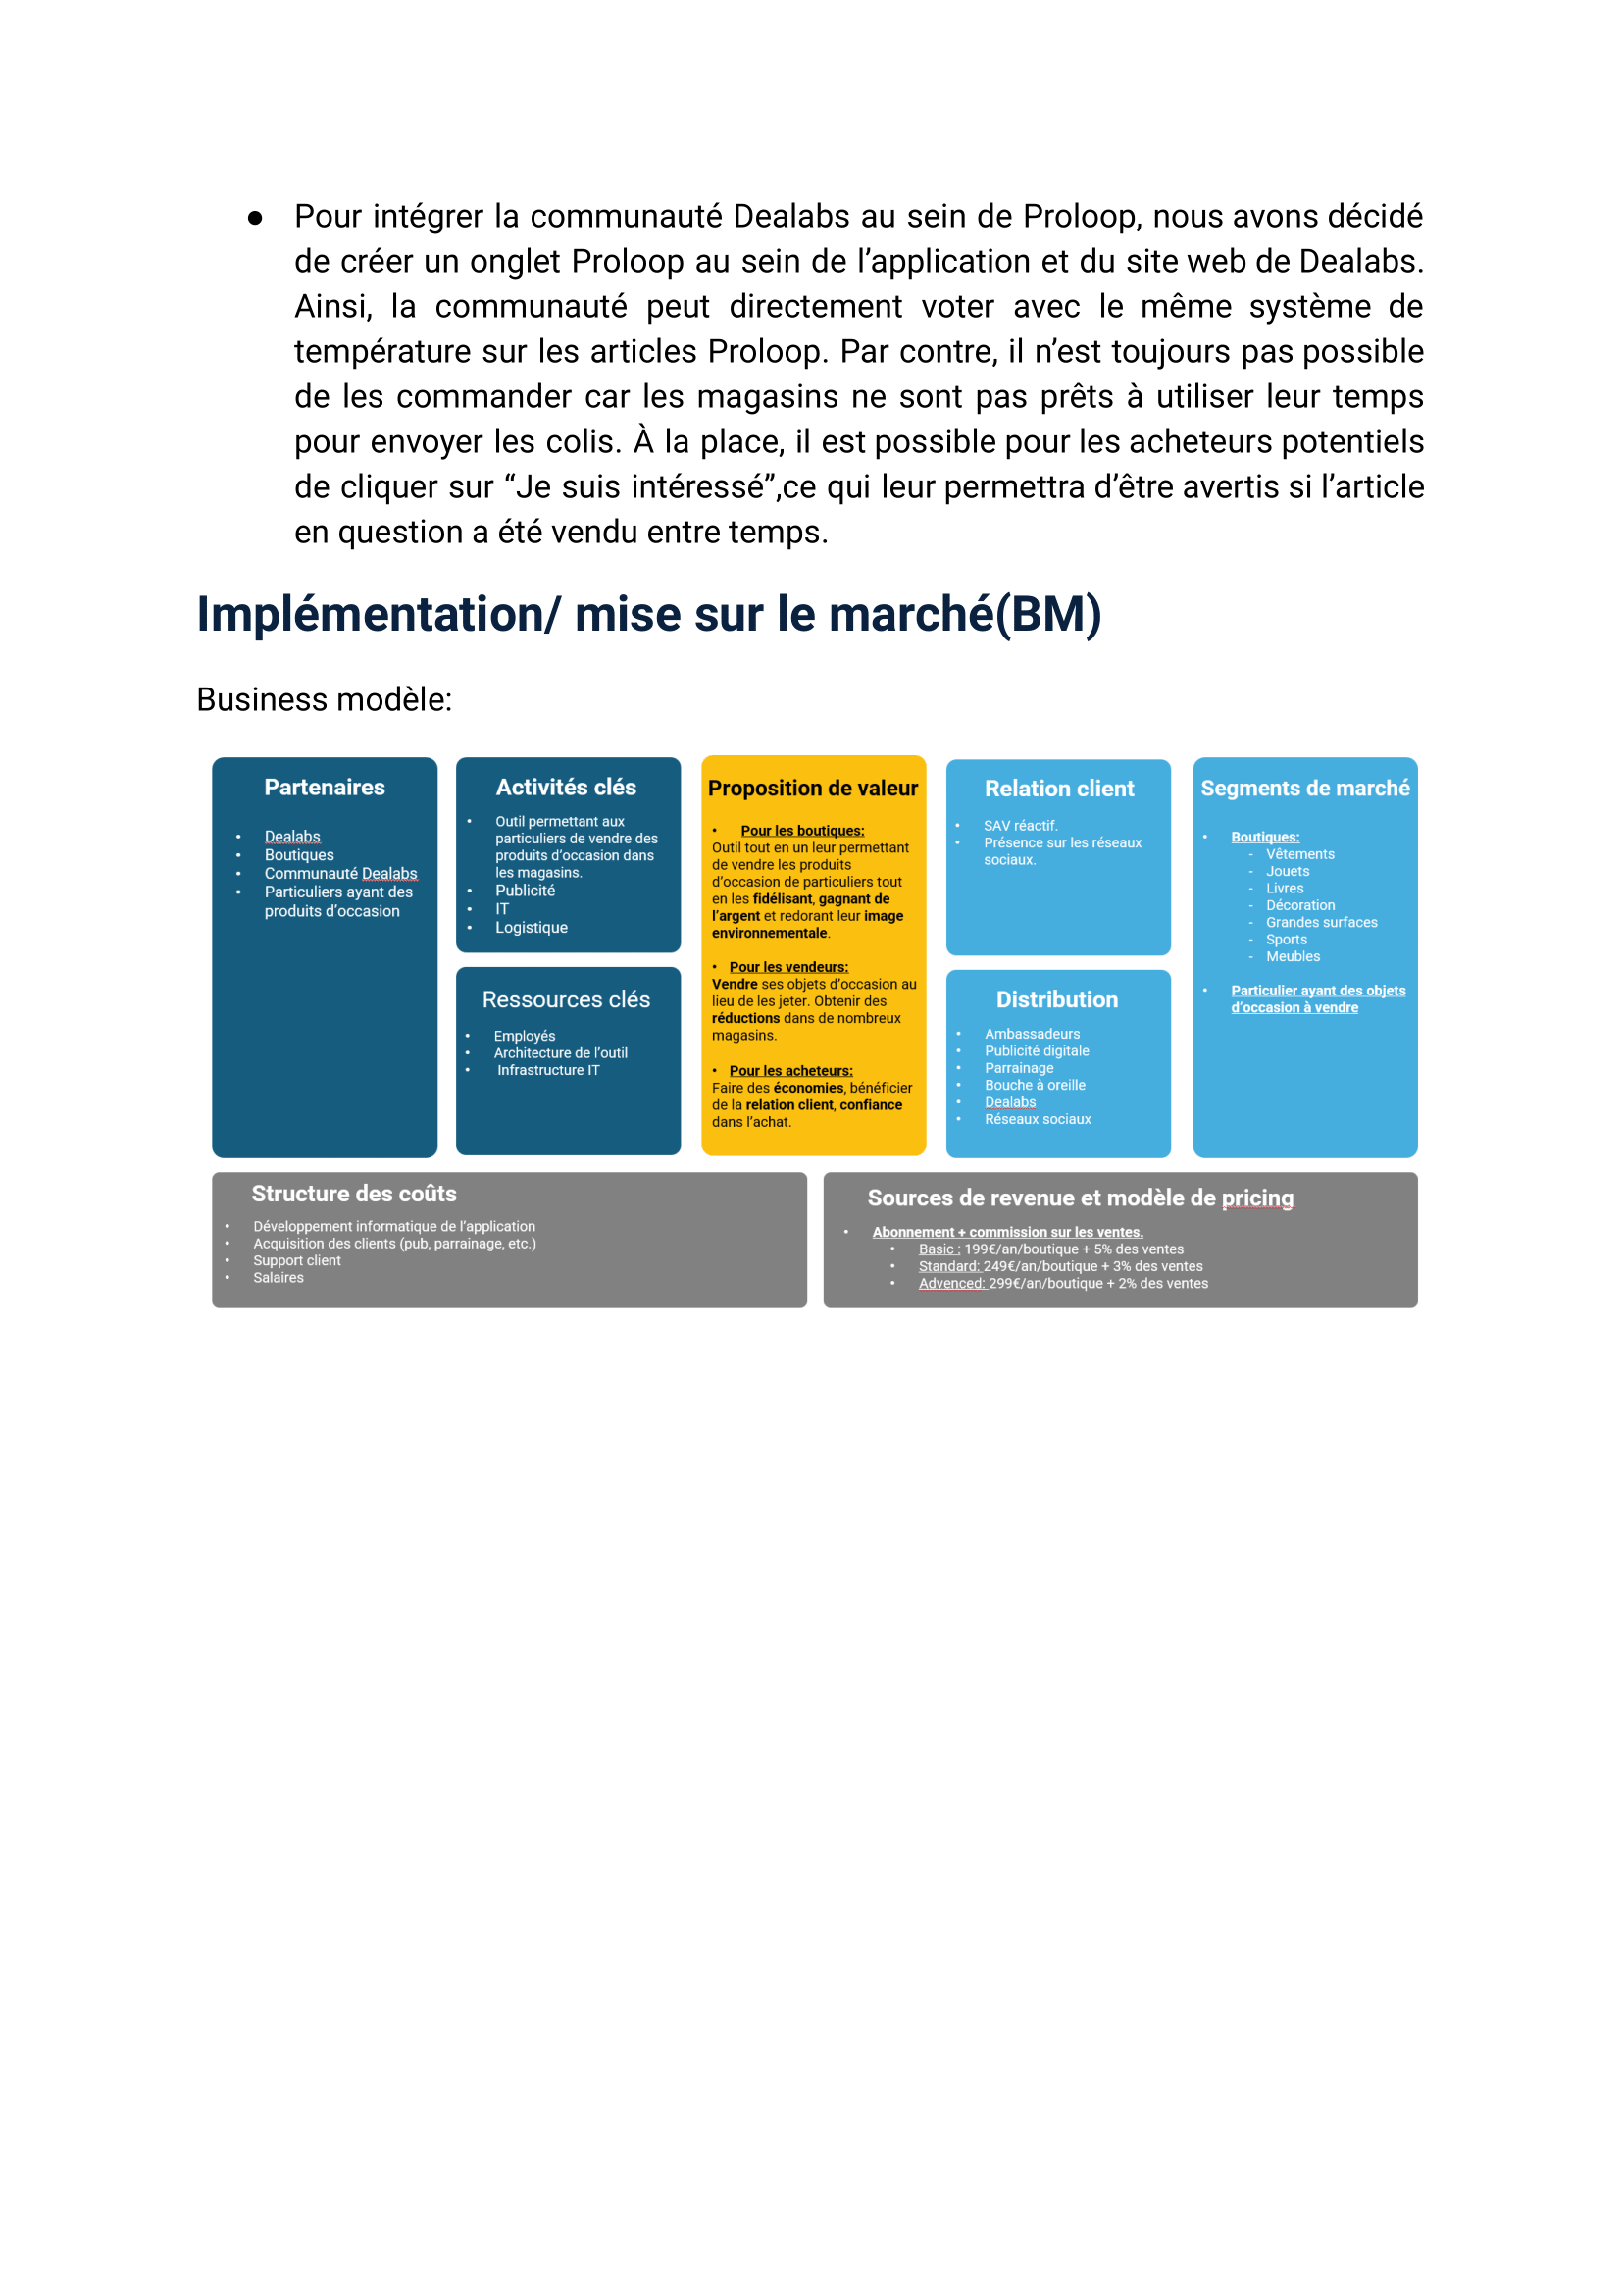 ● Pour intégrer la communauté Dealabs au sein de Proloop, nous avons décidé
de créer un onglet Proloop au sein de l’application et du site web de Dealabs.
Ainsi, la communauté peut directement voter avec le même système de
température sur les articles Proloop. Par contre, il n’est toujours pas possible
de les commander car les magasins ne sont pas prêts à utiliser leur temps
pour envoyer les colis. À la place, il est possible pour les acheteurs potentiels
de cliquer sur “Je suis intéressé”,ce qui leur permettra d’être avertis si l’article
en question a été vendu entre temps.
Implémentation/ mise sur le marché(BM)
Business modèle:
Partenaires
• Dealabs
• Boutiques
• Communauté Dealabs
• Particuliers ayant des
produits d’occasion
Activités clés
• Outil permettant aux
particuliers de vendre des
produits d’occasion dans
les magasins.
• Publicité
• IT
• Logistique
Ressources clés
• Employés
• Architecture de l’outil
• Infrastructure IT
Proposition de valeur
• Pour les boutiques:
Outil tout en un leur permettant
de vendre les produits
d’occasion de particuliers tout
en les fidélisant, gagnant de
l’argent et redorant leur image
environnementale.
• Pour les vendeurs:
Vendre ses objets d’occasion au
lieu de les jeter. Obtenir des
réductions dans de nombreux
magasins.
• Pour les acheteurs:
Faire des économies, bénéficier
de la relation client, confiance
dans l’achat.
Relation client
• SAV réactif.
• Présence sur les réseaux
sociaux.
Distribution
• Ambassadeurs
• Publicité digitale
• Parrainage
• Bouche à oreille
• Dealabs
• Réseaux sociaux
Segments de marché
• Boutiques:
- Vêtements
- Jouets
- Livres
- Décoration
- Grandes surfaces
- Sports
- Meubles
• Particulier ayant des objets
d’occasion à vendre
Structure des coûts
• Développement informatique de l’application
• Acquisition des clients (pub, parrainage, etc.)
• Support client
• Salaires
Sources de revenue et modèle de pricing
• Abonnement + commission sur les ventes.
• Basic : 199€/an/boutique + 5% des ventes
• Standard: 249€/an/boutique + 3% des ventes
• Advenced: 299€/an/boutique + 2% des ventes